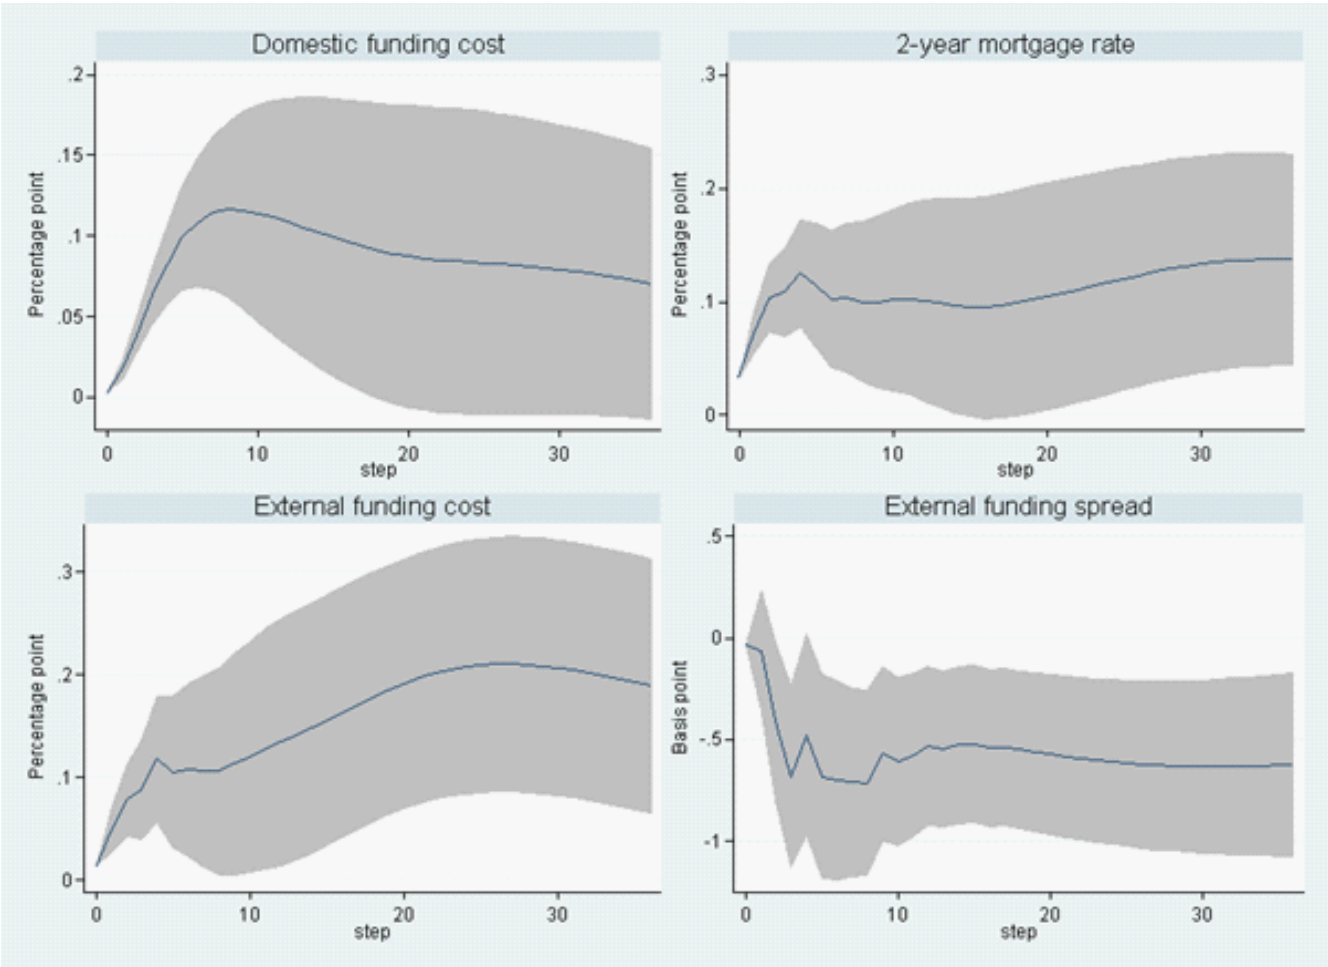 Domestic funding cost
Percentage point
.2
.15
.1
.05
0
0 10 20 30
step
2-year mortgage rate
Percentage point
.3
.2
.1
0
0 10 20 30
step
External funding cost
Percentage point
.3
.2
.1
0
0 10 20 30
step
External funding spread
Basis point
.5
0
-.5
-1
0 10 20 30
step